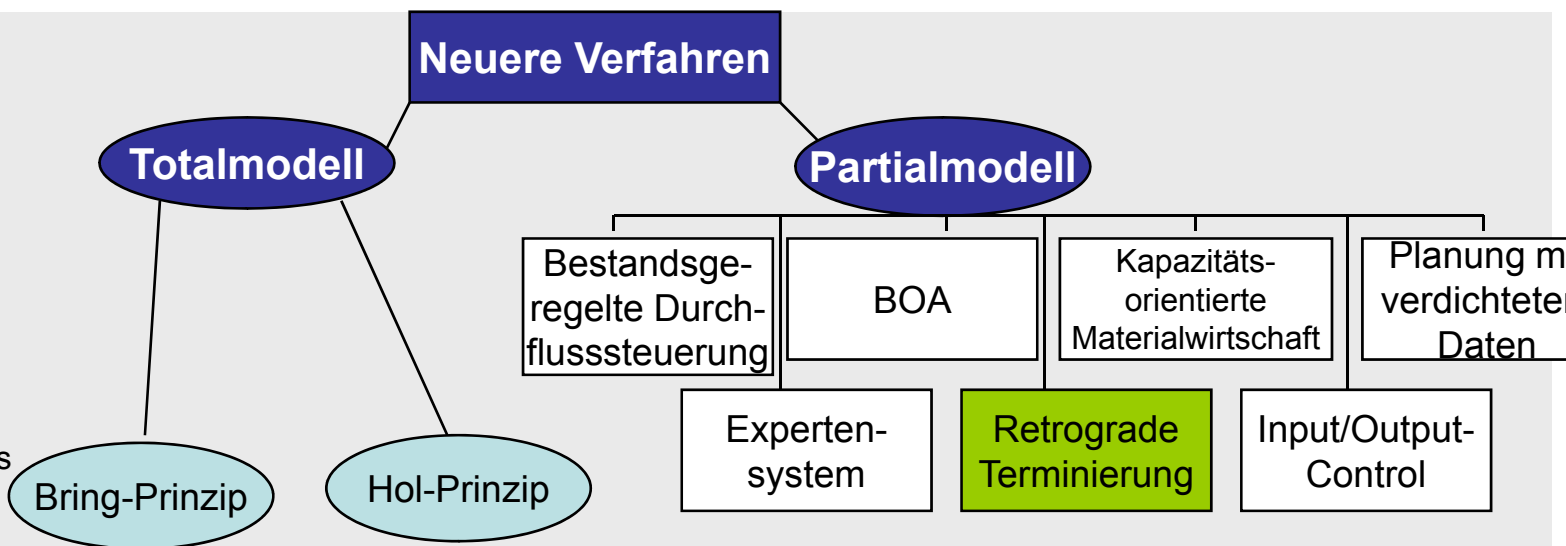 Neuere Verfahren
Totalmodell
Partialmodell
Bestandsge-
regelte Durch-
flusssteuerung
BOA
Kapazitäts-
orientierte
Materialwirtschaft
Planung m
verdichteter
Daten
Experten-
system
Retrograde
Terminierung
Input/Output-
Control
s
Bring-Prinzip
Hol-Prinzip